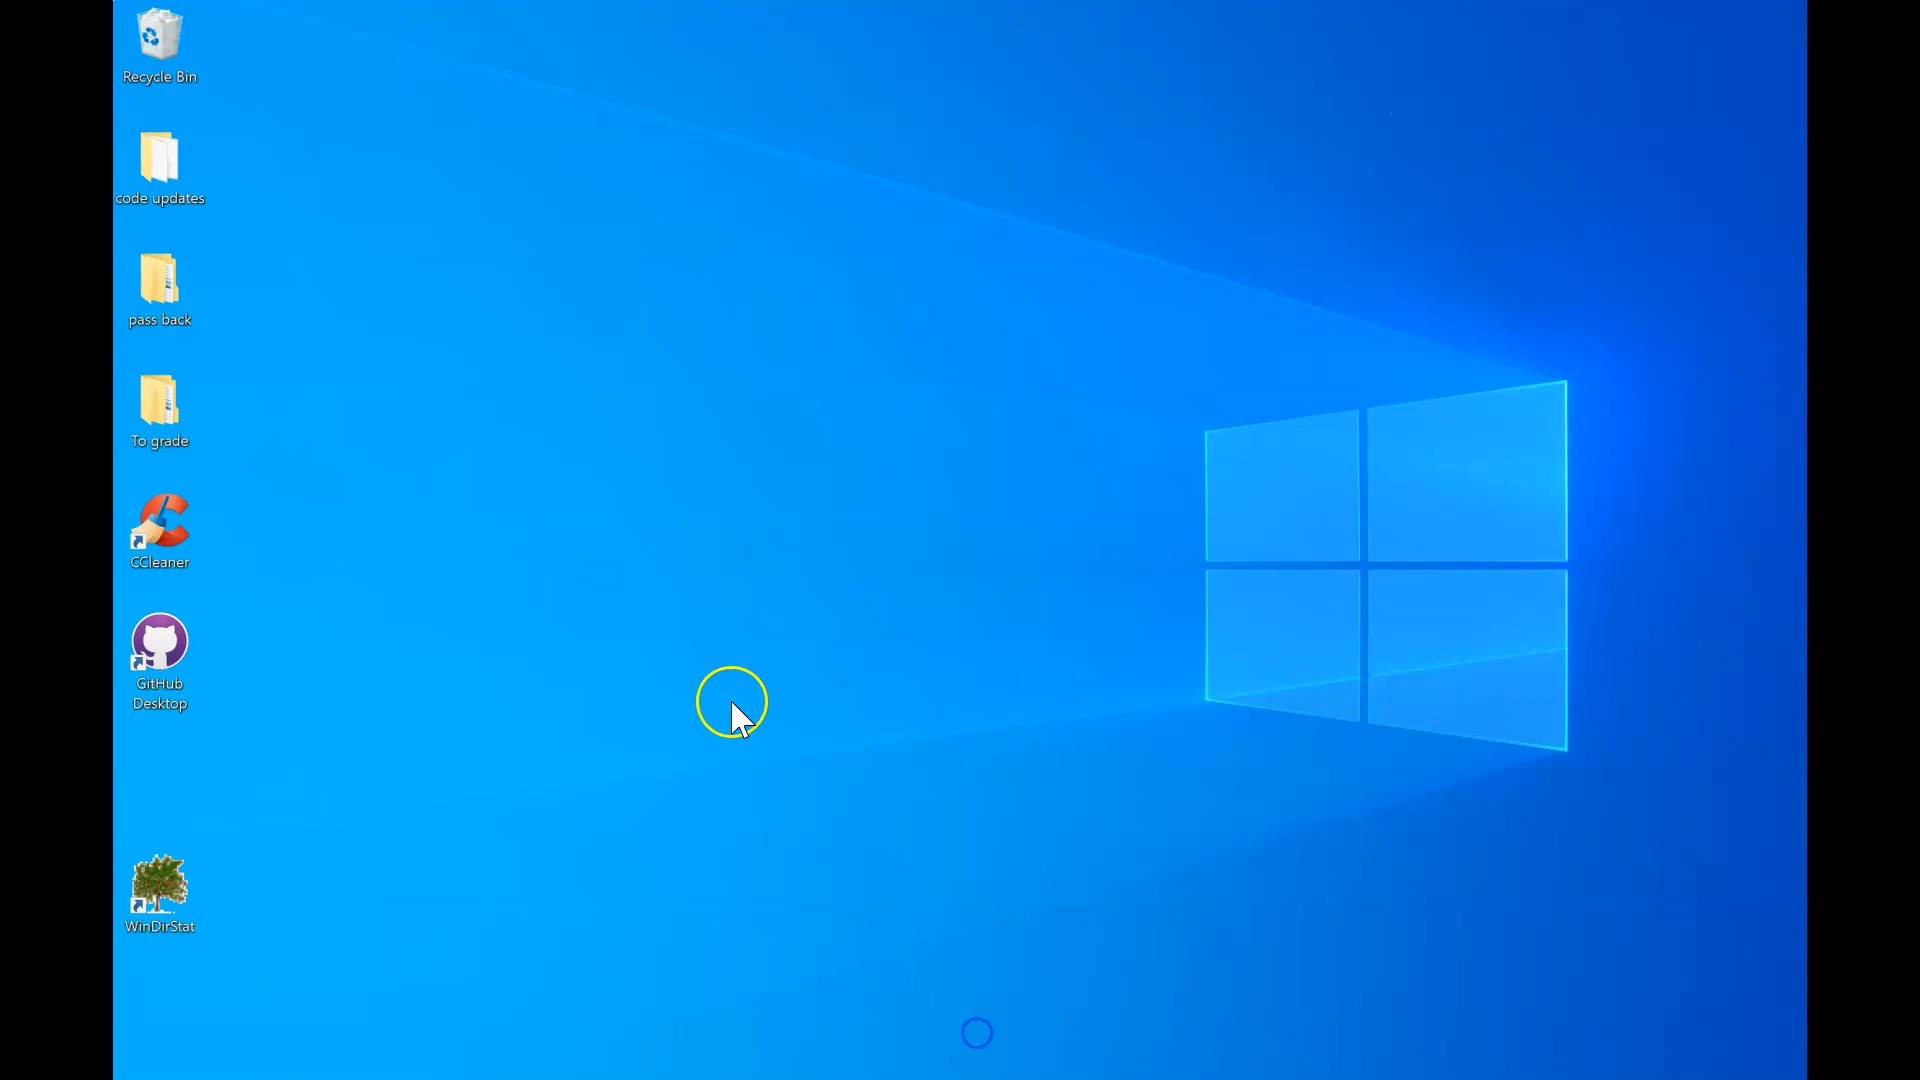 Recycle Bin
code updates
pass back
To grade
CCleaner
GitHub
Desktop
WinDirStat